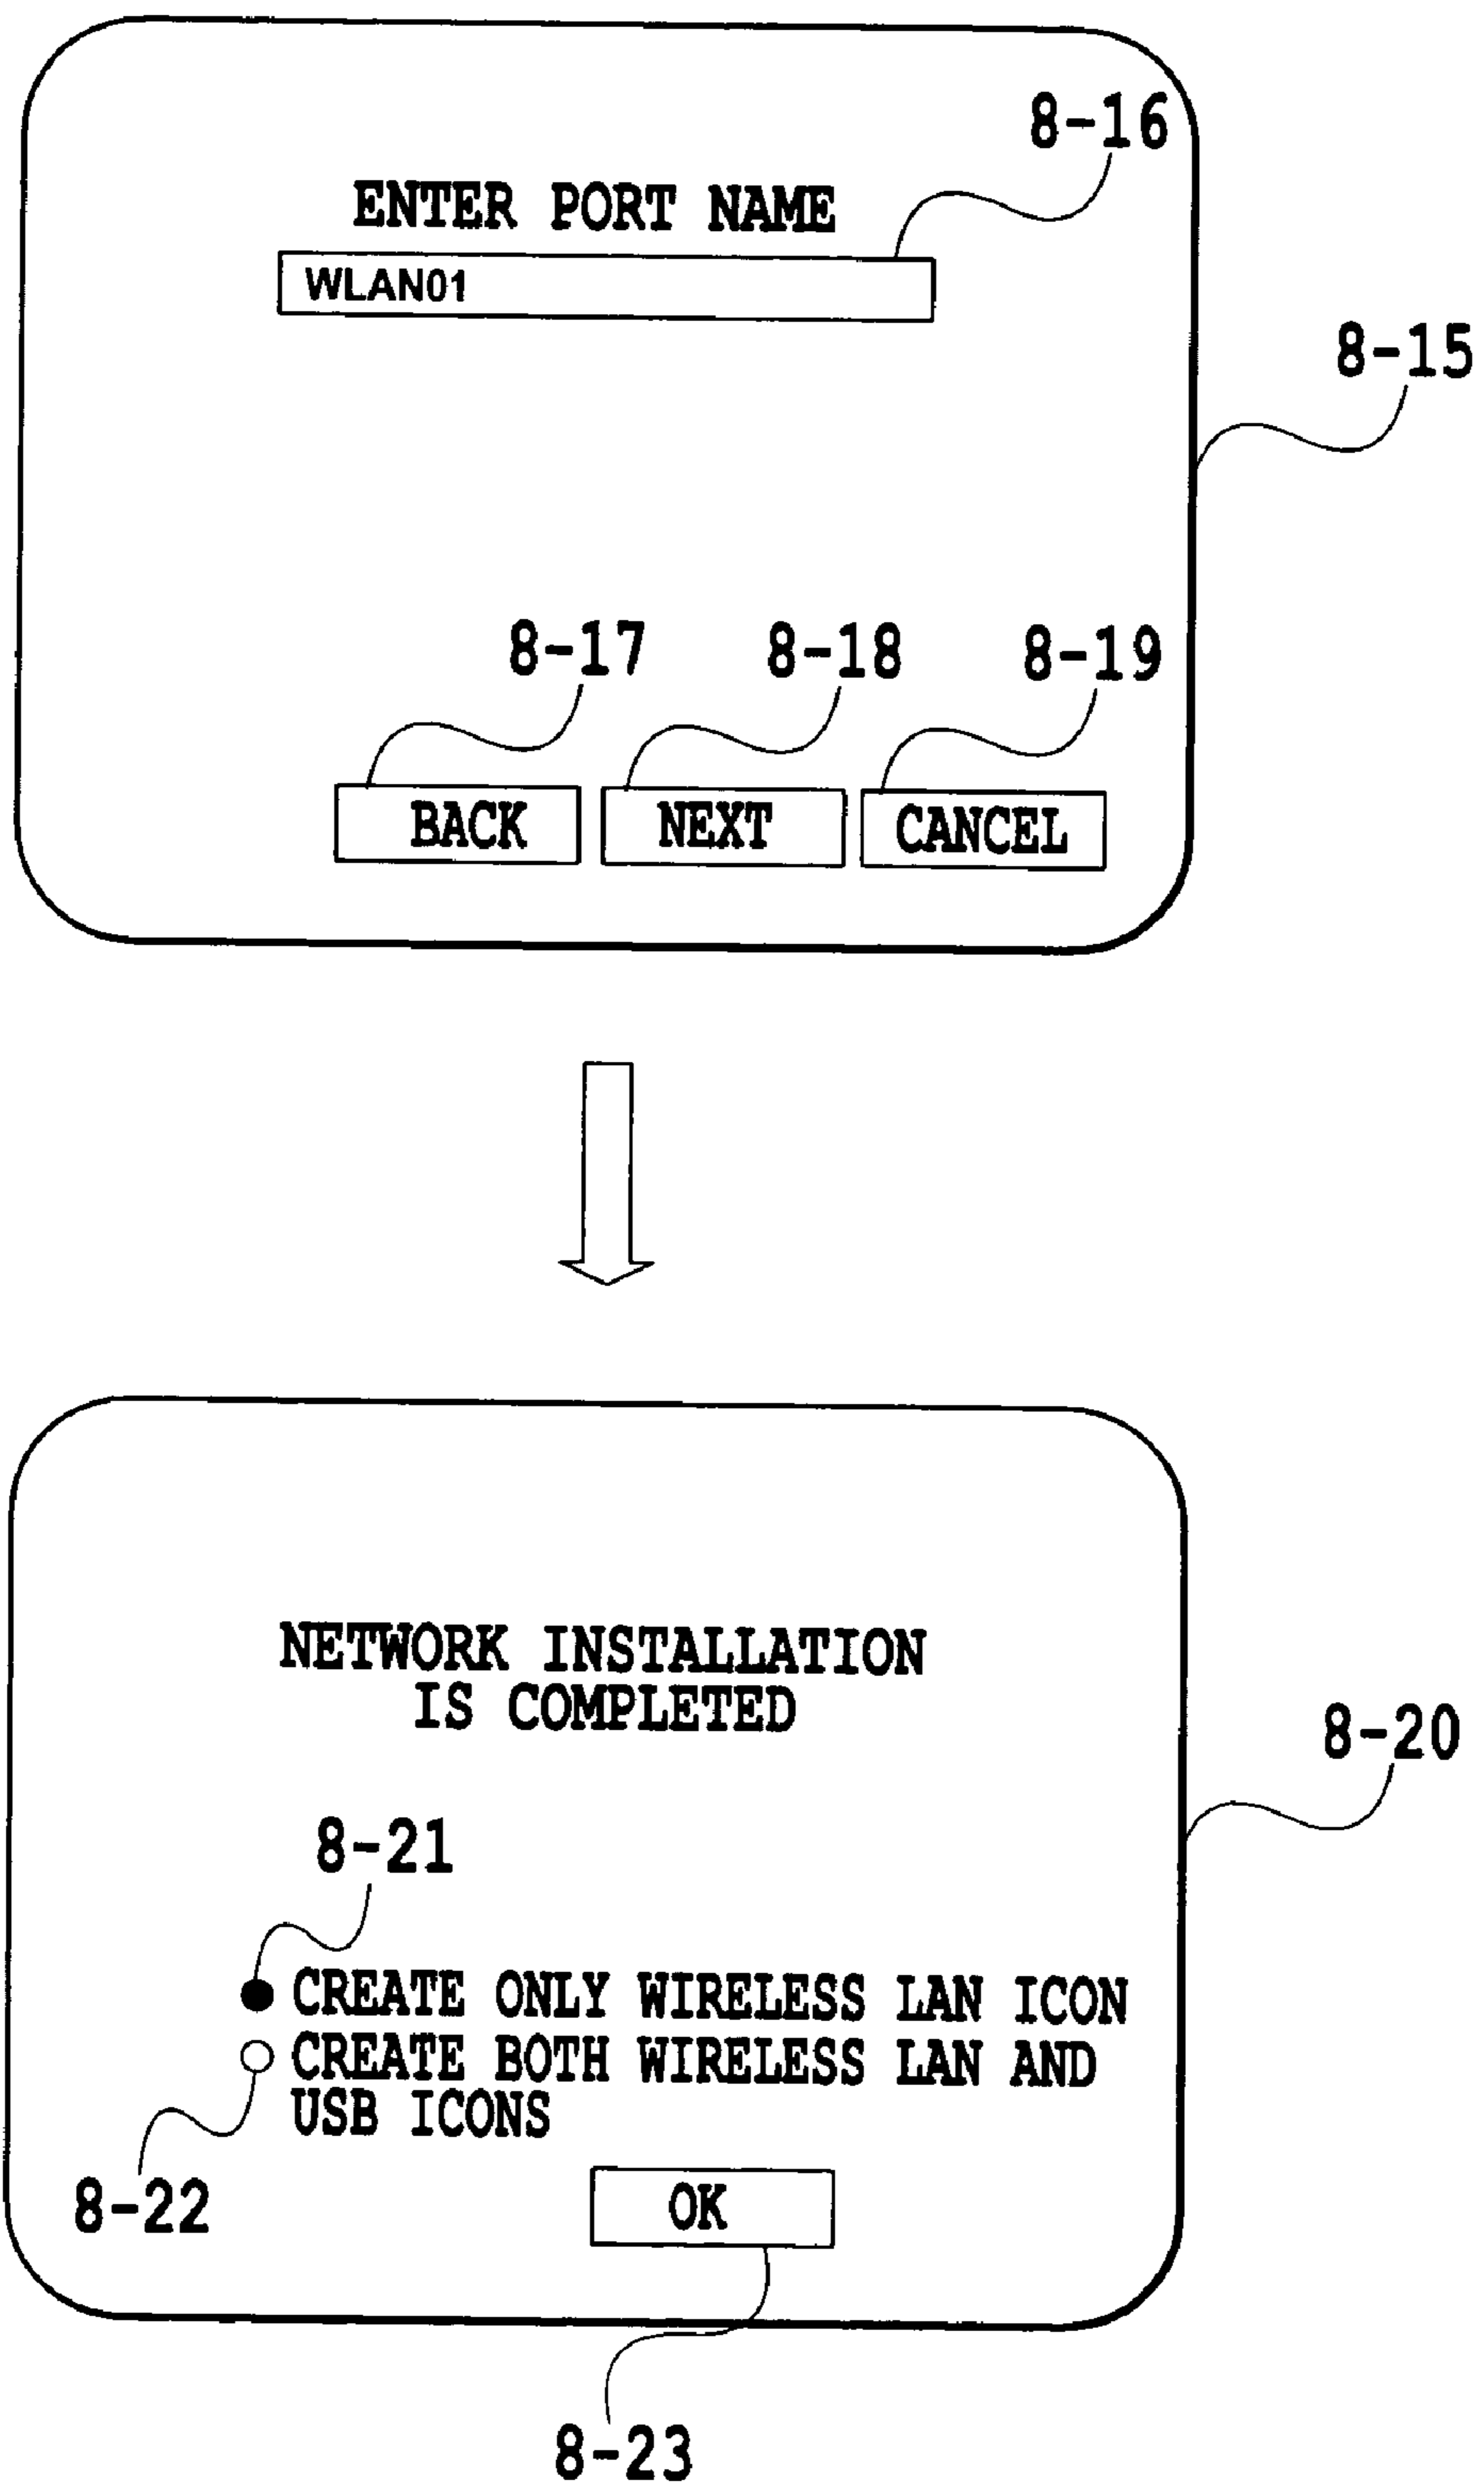 8-16
ENTER PORT NAME
WLAN01
8-15
8-17 8-18 8-19
BACK NEXT CANCEL
NETWORK INSTALLATION
IS COMPLETED
8-20
8-21
CREATE ONLY WIRELESS LAN ICON
CREATE BOTH WIRELESS LAN AND
USB ICONS
8-22
OK
8-23